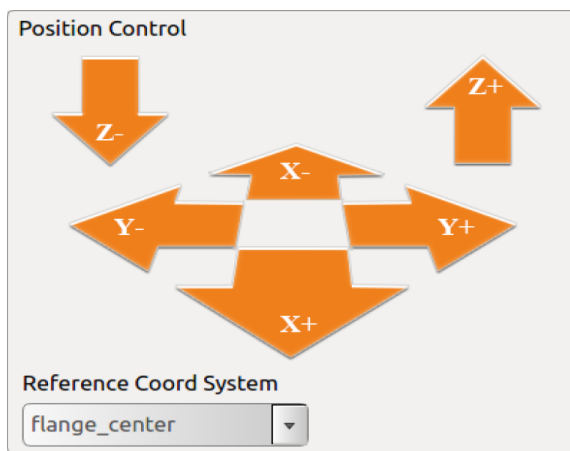 Position Control
Z-
Z+
X-
Y-
Y+
X+
Reference Coord System
flange_center